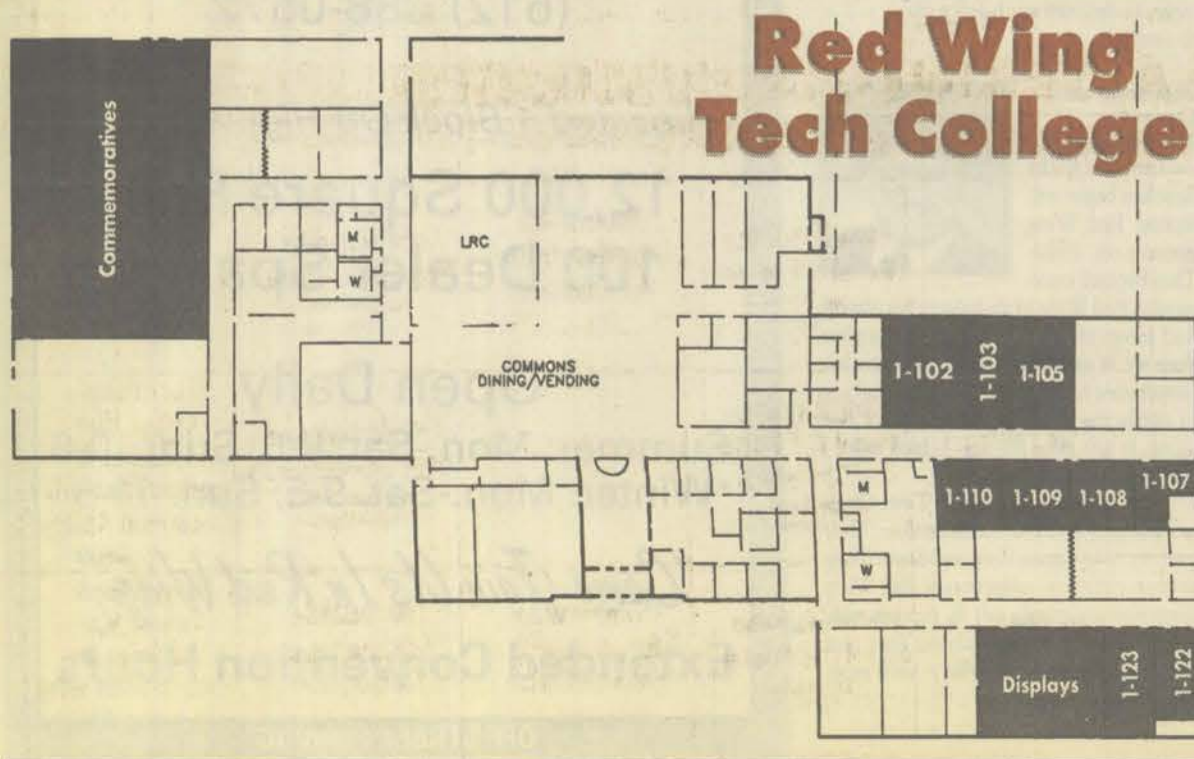 Red Wing
Tech College
Commemoratives
M
W
LRC
COMMONS
DINING/VENDING
1-102
1-103
1-105
M
W
1-110
1-109
1-108
1-107
Displays
1-123
1-122